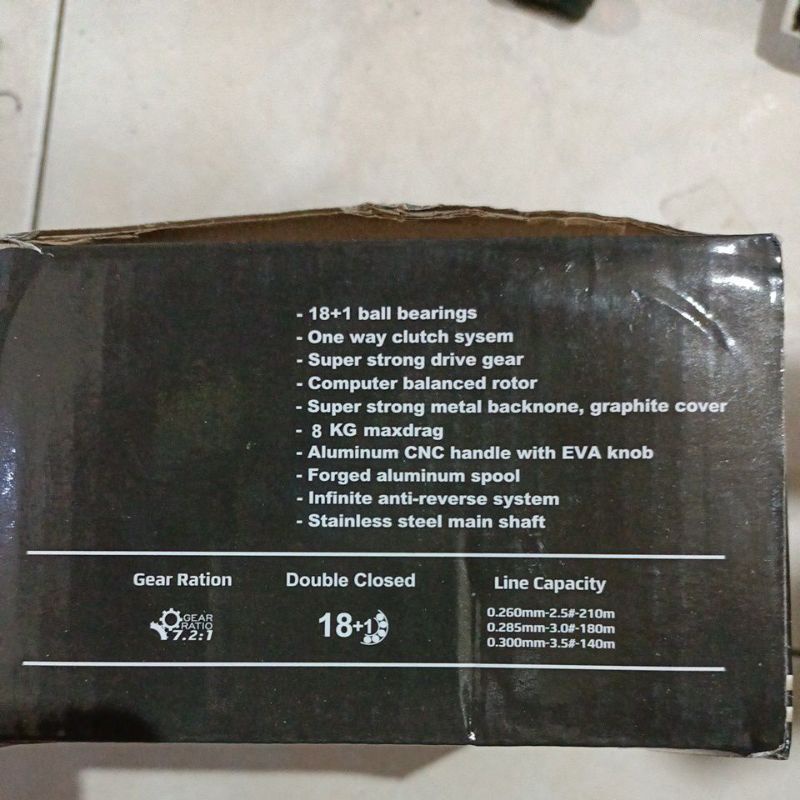 - 18+1 ball bearings
- One way clutch sysem
- Super strong drive gear
- Computer balanced rotor
- Super strong metal backnone, graphite cover
- 8 KG maxdrag
- Aluminum CNC handle with EVA knob
- Forged aluminum spool
- Infinite anti-reverse system
- Stainless steel main shaft
Gear Ration
GEAR
RATIO
7.2:1
Double Closed
18+1
Line Capacity
0.260mm-2.5#-210m
0.285mm-3.0#-180m
0.300mm-3.5#-140m